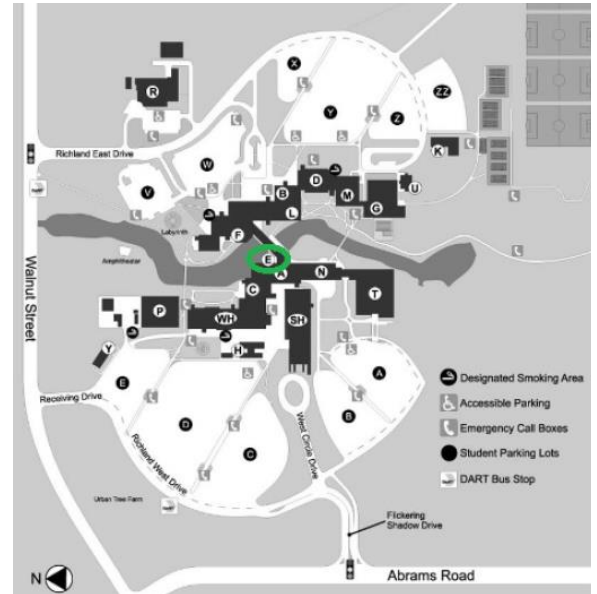 X
R
Y
ZZ
Z
Richland East Drive
W
K
D
V
B
M
U
L
G
Labyrinth
F
E
Amphitheater
A
N
C
T
Walnut Street
P
WH
SH
Y
H
E
A
Designated Smoking Area
Accessible Parking
Receiving Drive
D
B
Emergency Call Boxes
C
Student Parking Lots
Richland West Drive
West Circle Drive
DART Bus Stop
Urban Tree Farm
Flickering
Shadow Drive
N
Abrams Road